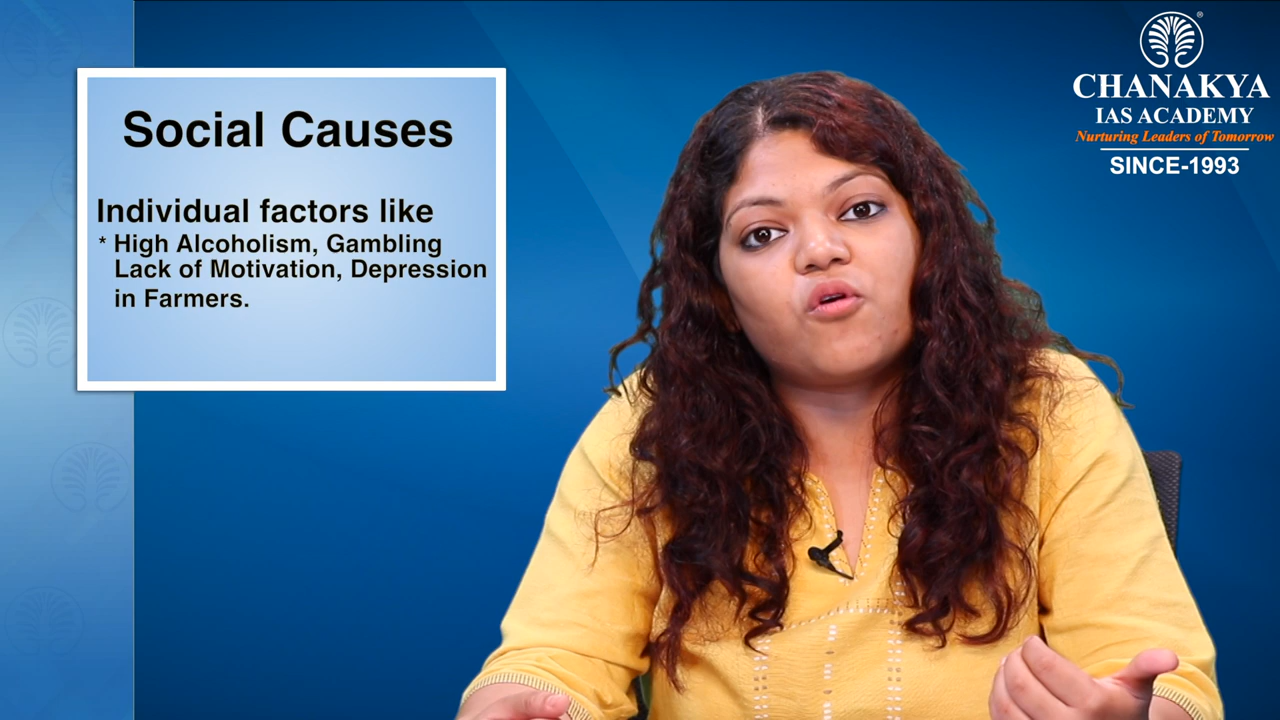 Social Causes
Individual factors like
* High Alcoholism, Gambling
Lack of Motivation, Depression
in Farmers.
®
CHANAKYA
IAS ACADEMY
Nurturing Leaders of Tomorrow
SINCE-1993